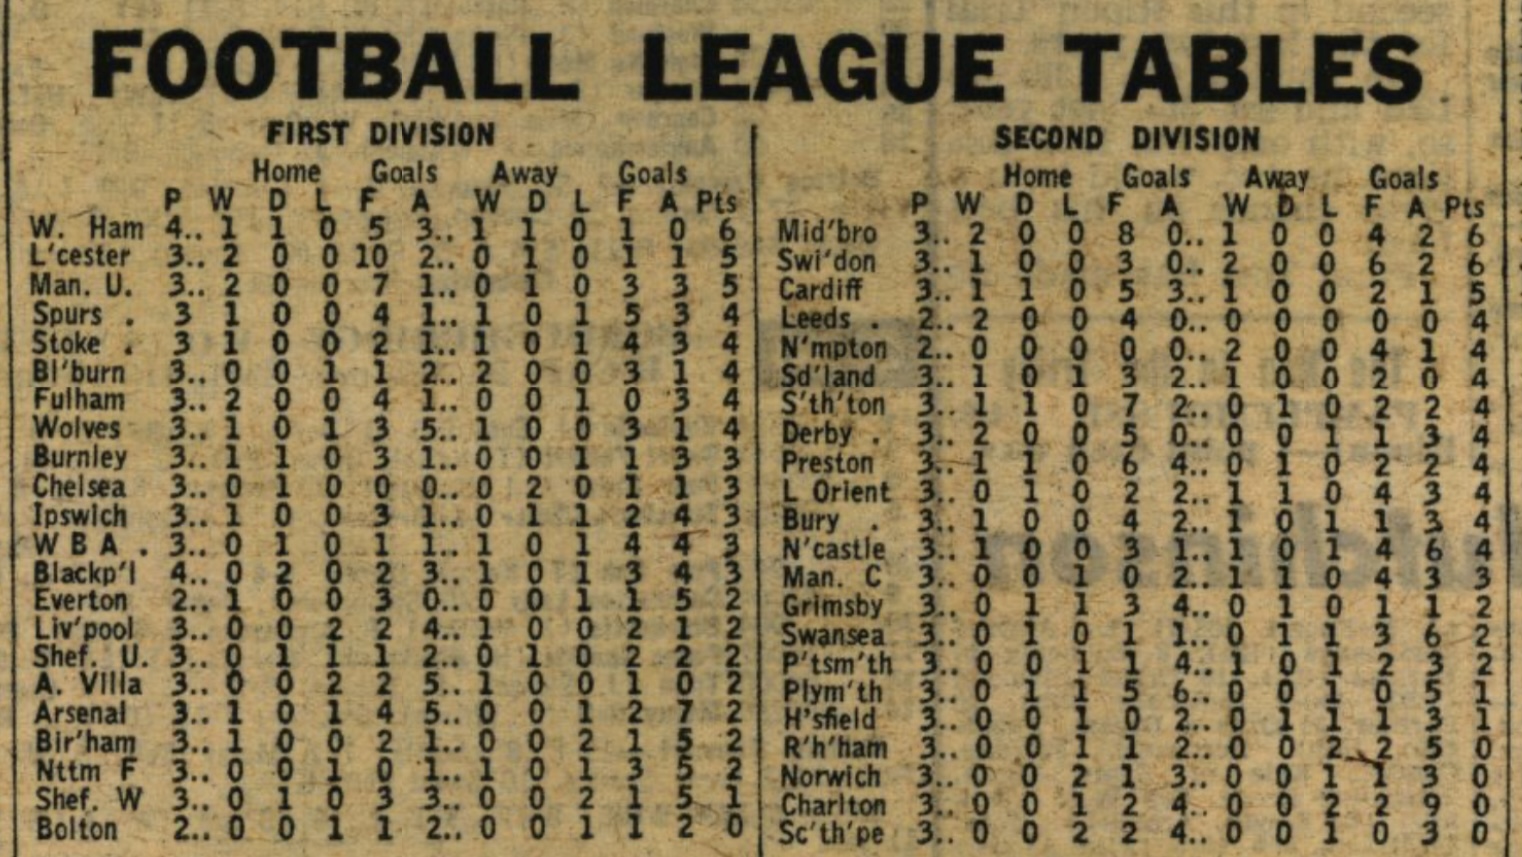 FOOTBALL LEAGUE TABLES
FIRST DIVISION
Home Goals Away Goals
P W D L F A W D L F A Pts
W. Ham 4.. 1 1 0 5 3.. 1 1 0 1 0 6
L'cester 3.. 2 0 0 10 2.. 0 1 0 1 1 5
Man. U. 3.. 2 0 0 7 1.. 0 1 0 3 3 5
Spurs . 3 1 0 0 4 1.. 1 0 1 5 3 4
Stoke . 3 1 0 0 2 1.. 1 0 1 4 3 4
Bl'burn 3.. 0 0 1 1 2.. 2 0 0 3 1 4
Fulham 3.. 2 0 0 4 1.. 0 0 1 0 3 4
Wolves 3.. 1 0 1 3 5.. 1 0 0 3 1 4
Burnley 3.. 1 1 0 3 1.. 0 0 1 1 3 3
Chelsea 3.. 0 1 0 0 0.. 0 2 0 1 1 3
Ipswich 3.. 1 0 0 3 1.. 0 1 1 2 4 3
W B A . 3.. 0 1 0 1 1.. 1 0 1 4 4 3
Blackp'l 4.. 0 2 0 2 3.. 1 0 1 3 4 3
Everton 2.. 1 0 0 3 0.. 0 0 1 1 5 2
Liv'pool 3.. 0 0 2 2 4.. 1 0 0 2 1 2
Shef. U. 3.. 0 1 1 1 2.. 0 1 0 2 2 2
A. Villa 3.. 0 0 2 2 5.. 1 0 0 1 0 2
Arsenal 3.. 1 0 1 4 5.. 0 0 1 2 7 2
Bir'ham 3.. 1 0 0 2 1.. 0 0 2 1 5 2
Nttm F 3.. 0 0 1 0 1.. 1 0 1 3 5 2
Shef. W 3.. 0 1 0 3 3.. 0 0 2 1 5 1
Bolton 2.. 0 0 1 1 2.. 0 0 1 1 2 0
SECOND DIVISION
Home Goals Away Goals
P W D L F A W D L F A Pts
Mid'bro 3.. 2 0 0 8 0.. 1 0 0 4 2 6
Swi'don 3.. 1 0 0 3 0.. 2 0 0 6 2 6
Cardiff 3.. 1 1 0 5 3.. 1 0 0 2 1 5
Leeds . 2.. 2 0 0 4 0.. 0 0 0 0 0 4
N'mpton 2.. 0 0 0 0 0.. 2 0 0 4 1 4
Sd'land 3.. 1 0 1 3 2.. 1 0 0 2 0 4
S'th'ton 3.. 1 1 0 7 2.. 0 1 0 2 2 4
Derby . 3.. 2 0 0 5 0.. 0 0 1 1 3 4
Preston 3.. 1 1 0 6 4.. 0 1 0 2 2 4
L Orient 3.. 0 1 0 2 2.. 1 1 0 4 3 4
Bury . 3.. 1 0 0 4 2.. 1 0 1 1 3 4
N'castle 3.. 1 0 0 3 1.. 1 0 1 4 6 4
Man. C 3.. 0 0 1 0 2.. 1 1 0 4 3 3
Grimsby 3.. 0 1 1 3 4.. 0 1 0 1 1 2
Swansea 3.. 0 1 0 1 1.. 0 1 1 3 6 2
P'tsm'th 3.. 0 0 1 1 4.. 1 0 1 2 3 2
Plym'th 3.. 0 1 1 5 6.. 0 0 1 0 5 1
H'sfield 3.. 0 0 1 0 2.. 0 1 1 1 3 1
R'h'ham 3.. 0 0 1 1 2.. 0 0 2 2 5 0
Norwich 3.. 0 0 2 1 3.. 0 0 1 1 3 0
Charlton 3.. 0 0 1 2 4.. 0 0 2 2 9 0
Sc'th'pe 3.. 0 0 2 2 4.. 0 0 1 0 3 0